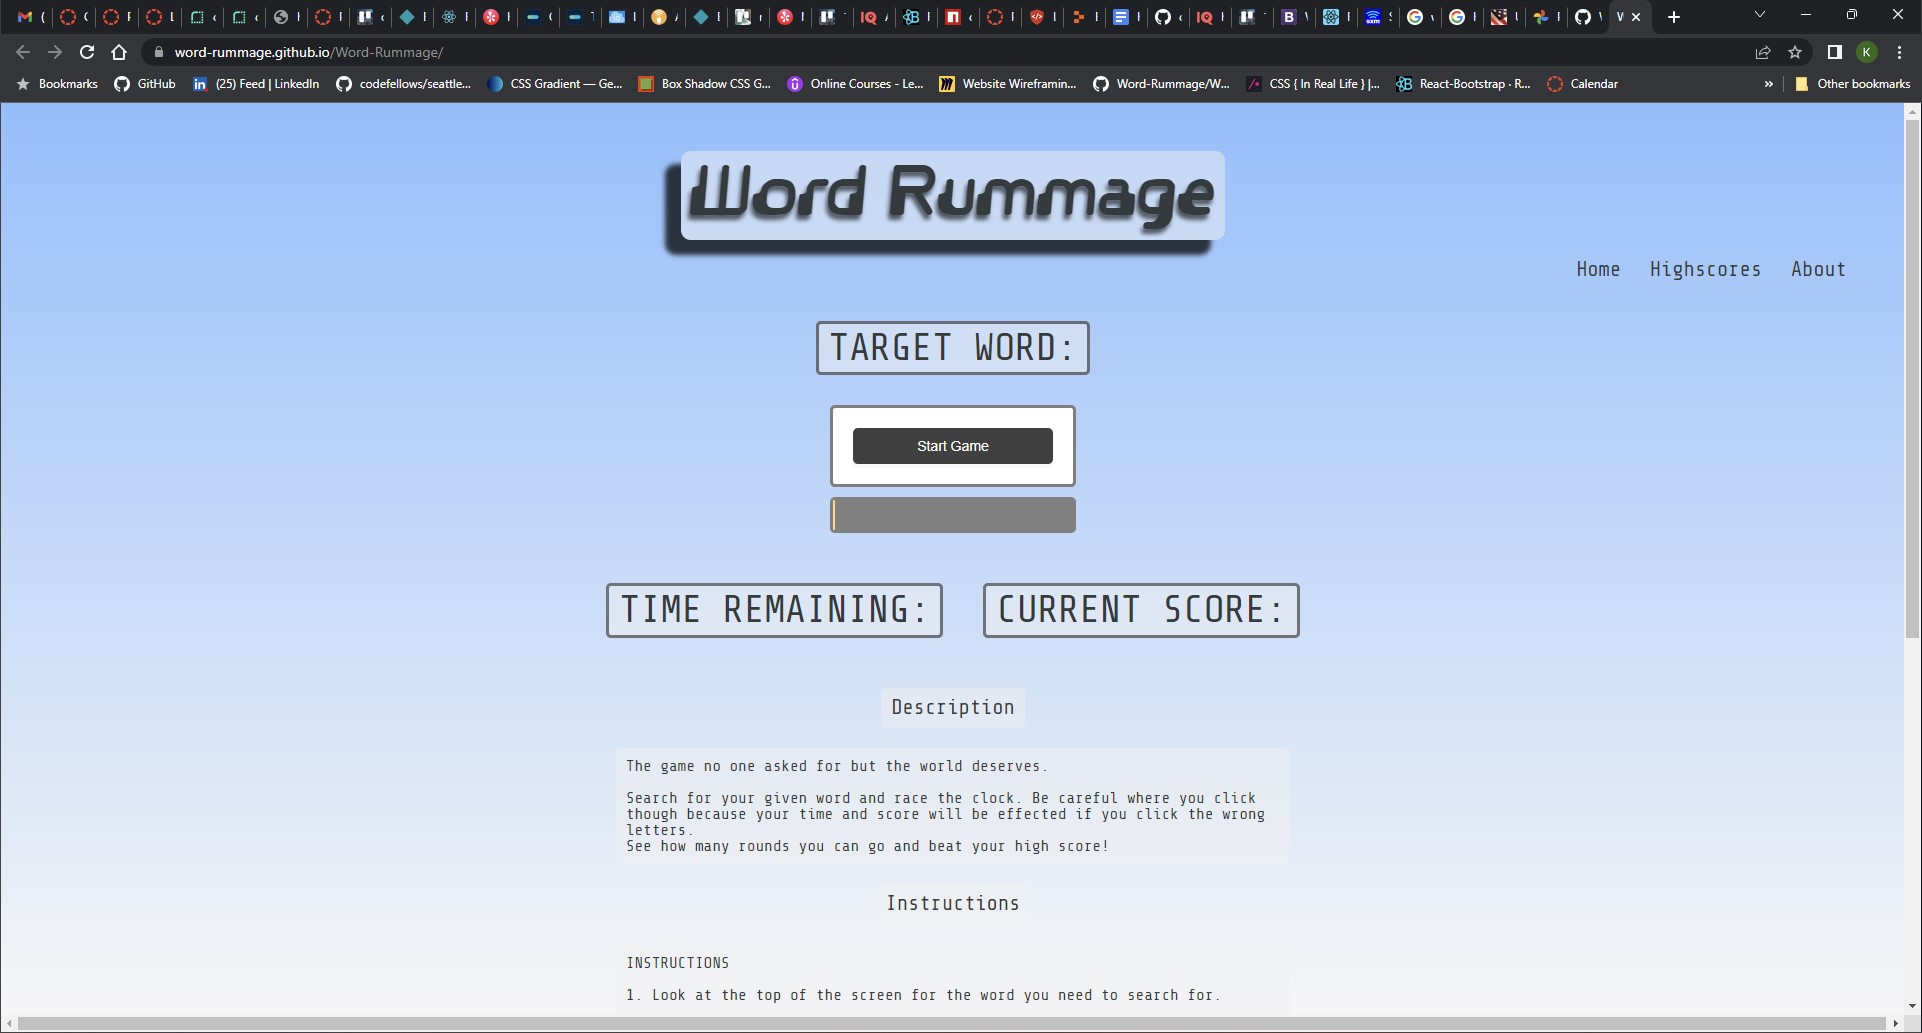 word-rummage.github.io/Word-Rummage/
K
Bookmarks GitHub (25) Feed | LinkedIn codefellows/seattle... CSS Gradient — Ge... Box Shadow CSS G... Online Courses - Le... Website Wireframin... Word-Rummage/W... CSS { In Real Life } |... React-Bootstrap · R... Calendar » Other bookmarks
Word Rummage
Home Highscores About
TARGET WORD:
Start Game
TIME REMAINING: CURRENT SCORE:
Description
The game no one asked for but the world deserves.
Search for your given word and race the clock. Be careful where you click
though because your time and score will be effected if you click the wrong
letters.
See how many rounds you can go and beat your high score!
Instructions
INSTRUCTIONS
1. Look at the top of the screen for the word you need to search for.